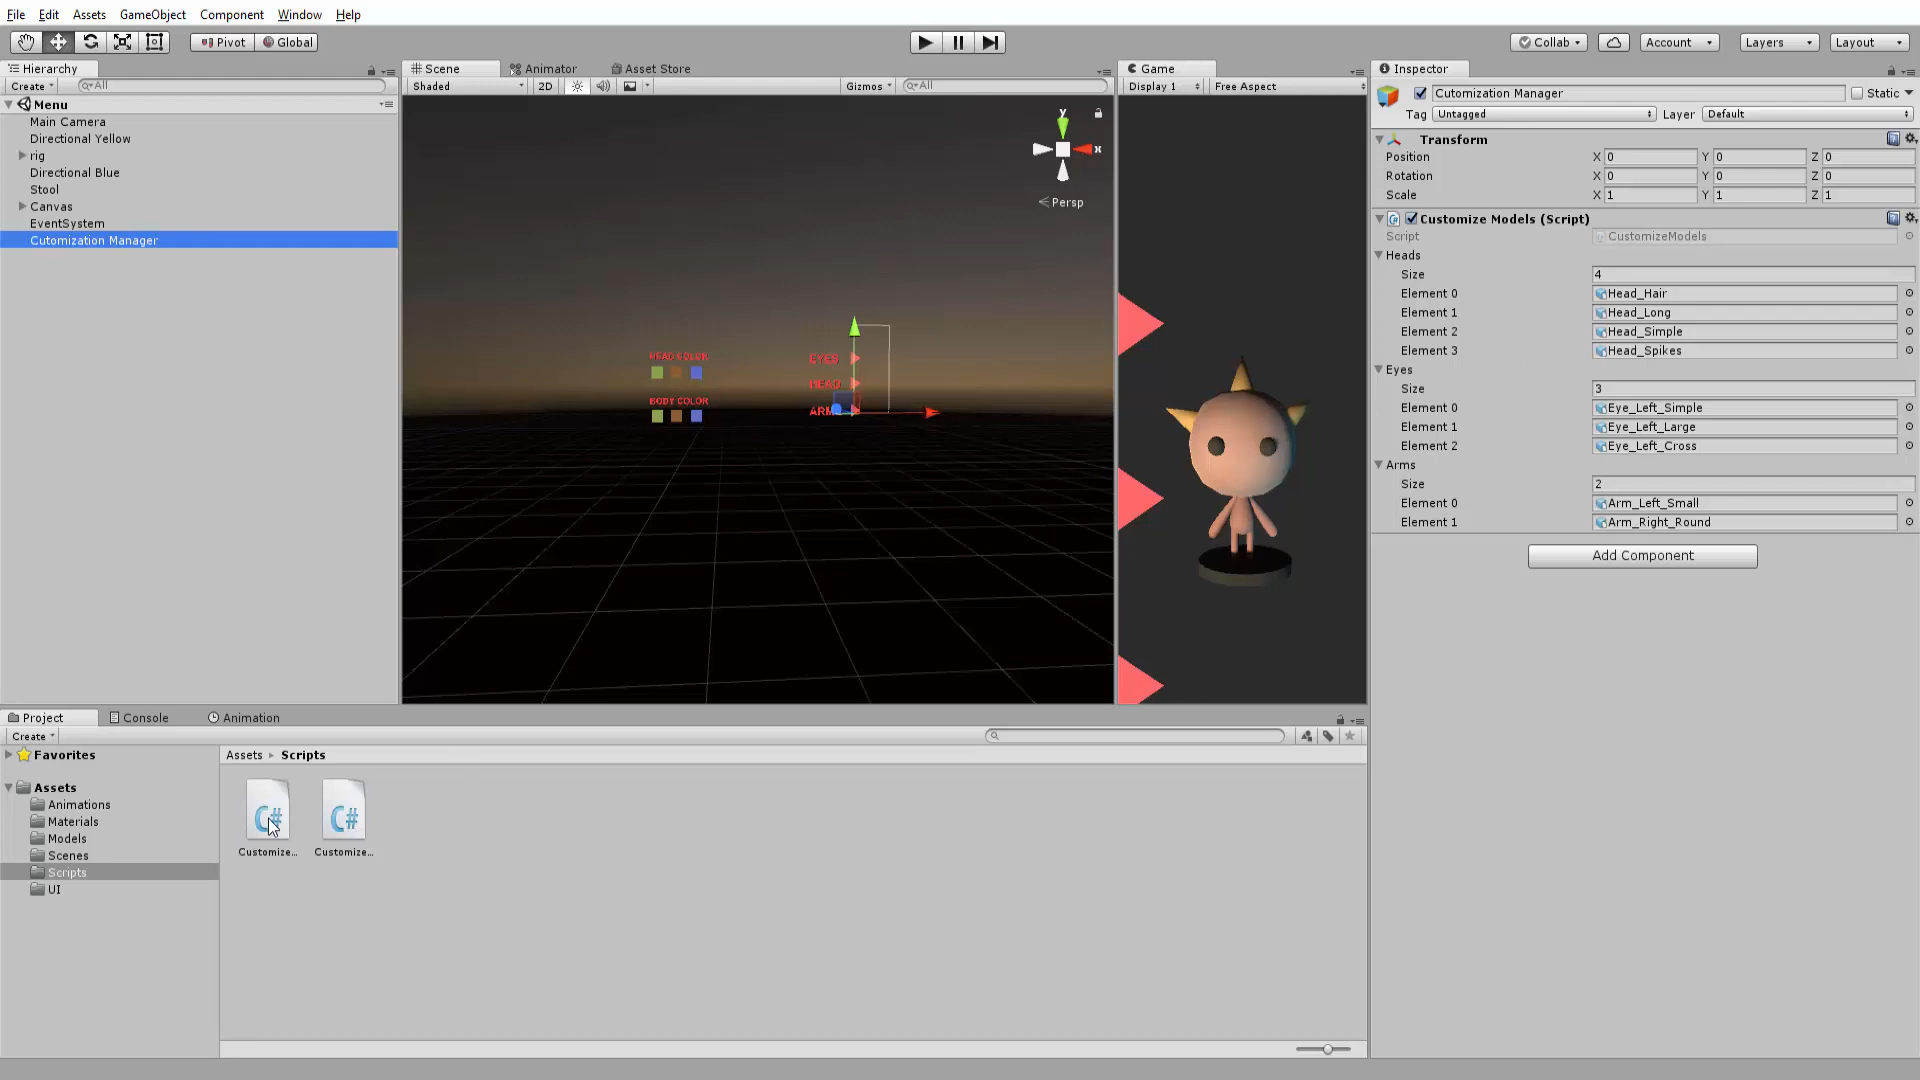 File Edit Assets GameObject Component Window Help
Pivot Global Collab Account Layers Layout
Hierarchy
Create All
Menu
Main Camera
Directional Yellow
rig
Directional Blue
Stool
Canvas
EventSystem
Cutomization Manager
Scene Animator Asset Store
Shaded 2D Gizmos All
y
x
Persp
HEAD COLOR
BODY COLOR
EYES
HEAD
Game
Display 1 Free Aspect
Inspector
Cutomization Manager Static
Tag Untagged Layer Default
Transform
Position X 0 Y 0 Z 0
Rotation X 0 Y 0 Z 0
Scale X 1 Y 1 Z 1
Customize Models (Script)
Script CustomizeModels
Heads
Size 4
Element 0 Head_Hair
Element 1 Head_Long
Element 2 Head_Simple
Element 3 Head_Spikes
Eyes
Size 3
Element 0 Eye_Left_Simple
Element 1 Eye_Left_Large
Element 2 Eye_Left_Cross
Arms
Size 2
Element 0 Arm_Left_Small
Element 1 Arm_Right_Round
Add Component
Project Console Animation
Create
Favorites
Assets
Animations
Materials
Models
Scenes
Scripts
UI
Assets Scripts
C# C#
Customize... Customize...